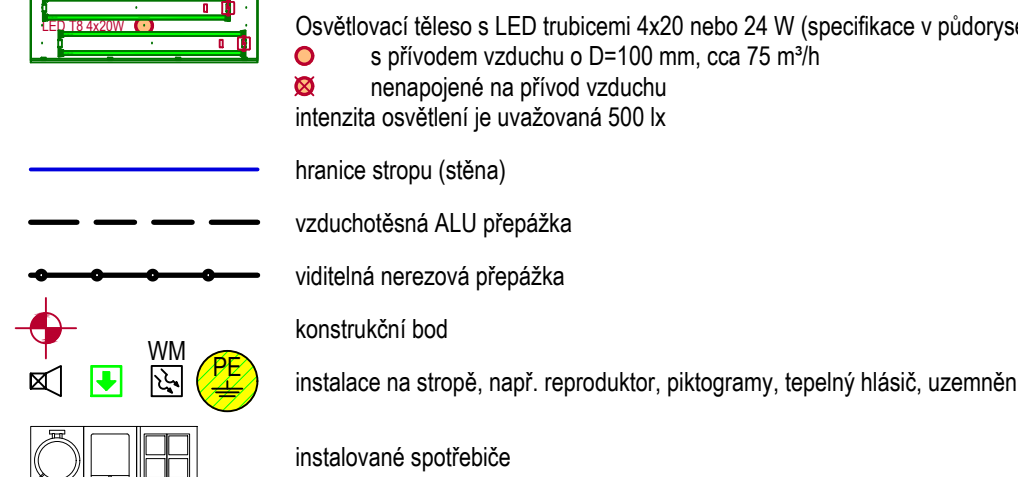 LED T8 4x20W
Osvětlovací těleso s LED trubicemi 4x20 nebo 24 W (specifikace v půdoryse
s přívodem vzduchu o D=100 mm, cca 75 m³/h
nenapojené na přívod vzduchu
intenzita osvětlení je uvažovaná 500 lx
hranice stropu (stěna)
vzduchotěsná ALU přepážka
viditelná nerezová přepážka
konstrukční bod
WM
PE
instalace na stropě, např. reproduktor, piktogramy, tepelný hlásič, uzemněn
instalované spotřebiče